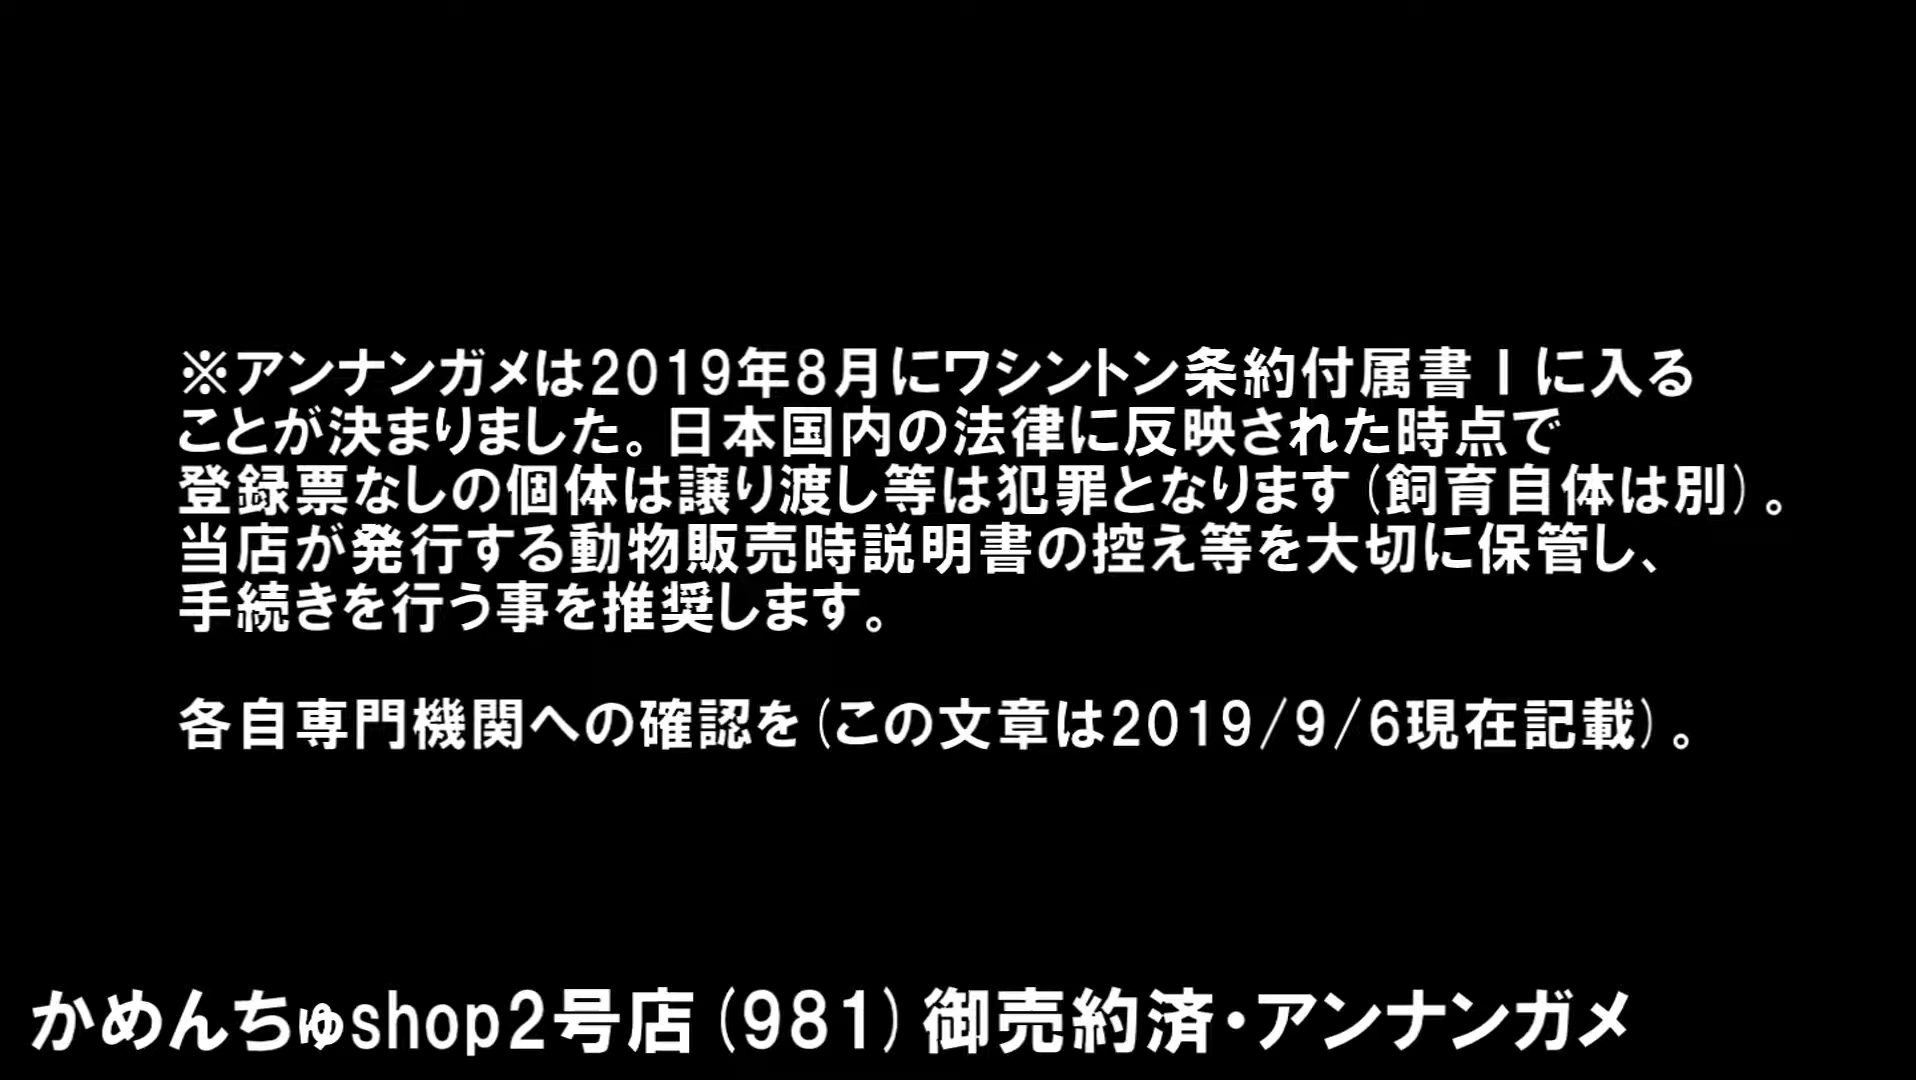 ※アンナンガメは2019年8月にワシントン条約付属書Ⅰに入る
ことが決まりました。日本国内の法律に反映された時点で
登録票なしの個体は譲り渡し等は犯罪となります(飼育自体は別)。
当店が発行する動物販売時説明書の控え等を大切に保管し、
手続きを行う事を推奨します。
各自専門機関への確認を(この文章は2019/9/6現在記載)。
かめんちゅshop2号店(981)御売約済・アンナンガメ